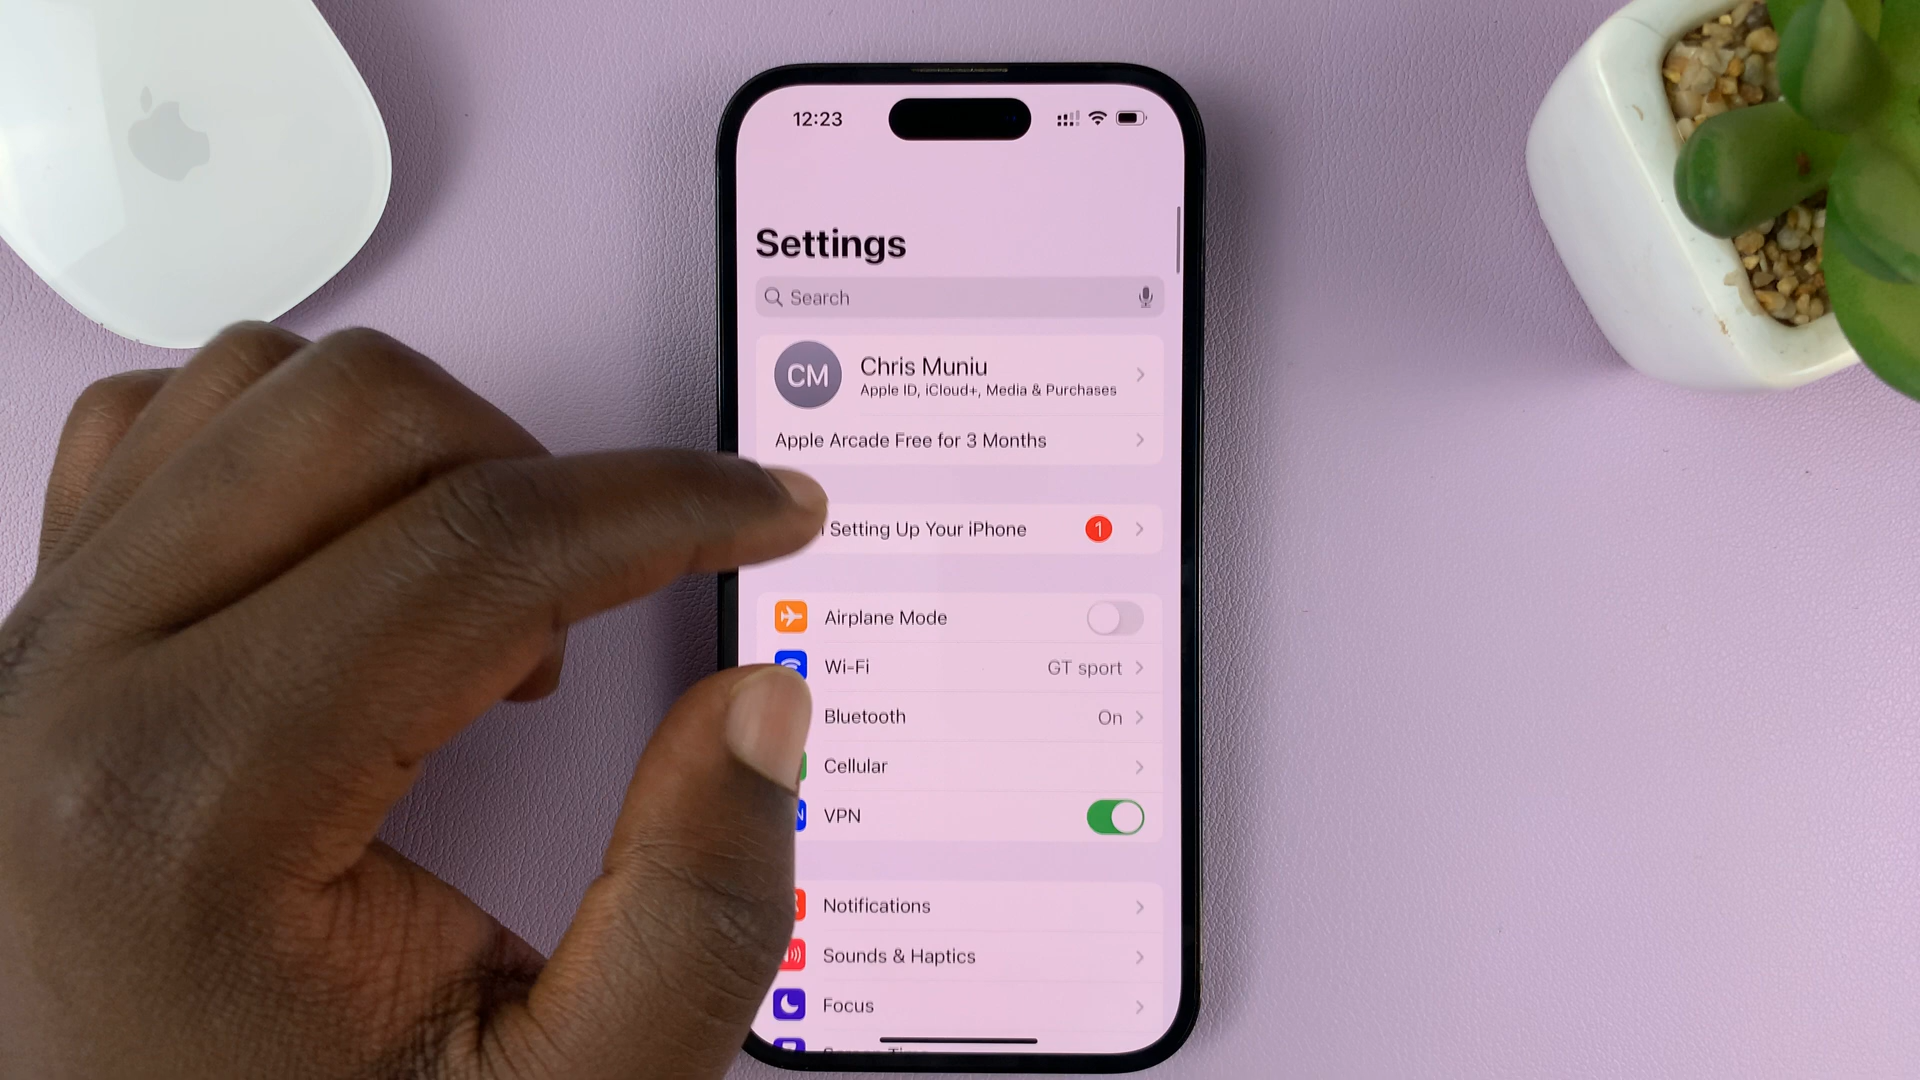 12:23
Settings
Search
CM
Chris Muniu
Apple ID, iCloud+, Media & Purchases
Apple Arcade Free for 3 Months
Setting Up Your iPhone
1
Airplane Mode
Wi-Fi
GT sport
Bluetooth
On
Cellular
VPN
Notifications
Sounds & Haptics
Focus